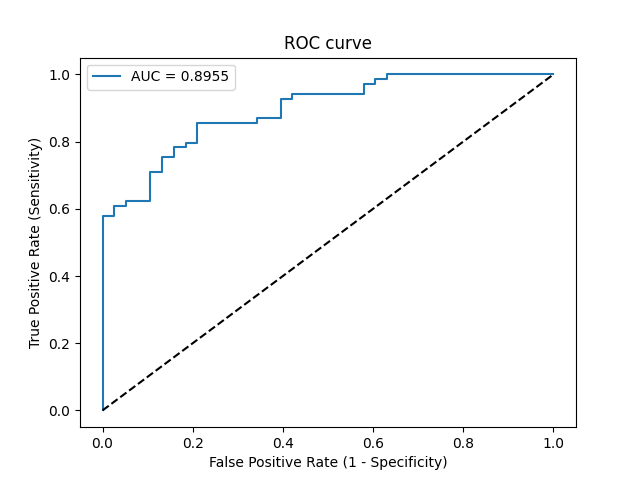 ROC curve
AUC = 0.8955
True Positive Rate (Sensitivity)
1.0
0.8
0.6
0.4
0.2
0.0
0.0 0.2 0.4 0.6 0.8 1.0
False Positive Rate (1 - Specificity)